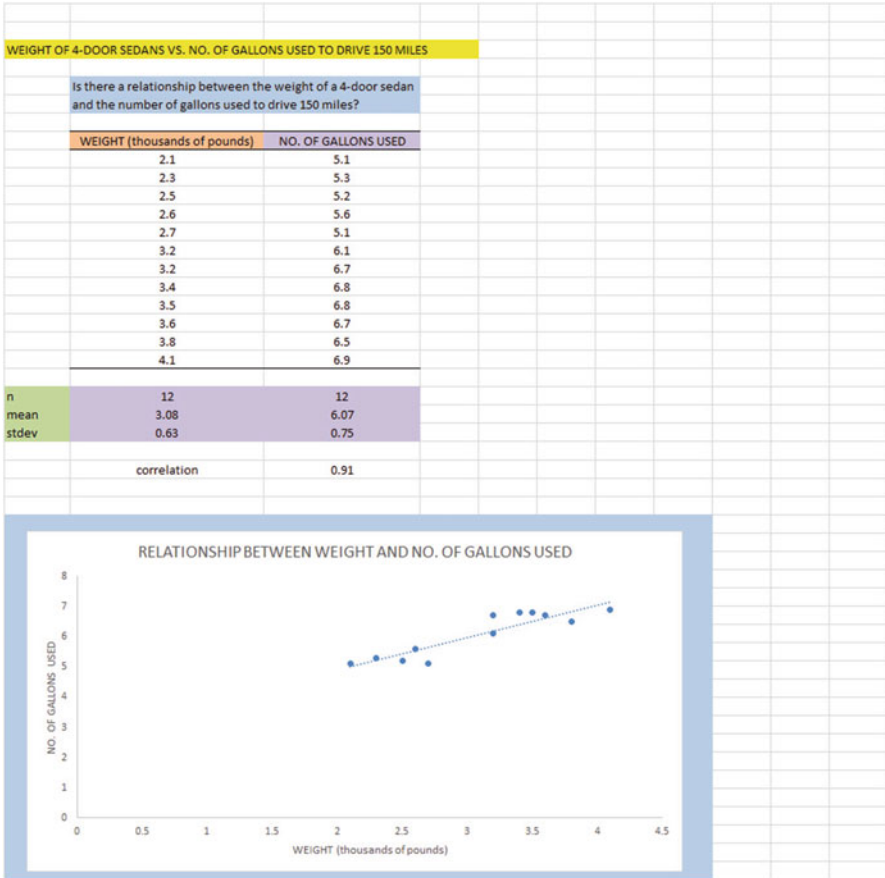 WEIGHT OF 4-DOOR SEDANS VS. NO. OF GALLONS USED TO DRIVE 150 MILES
Is there a relationship between the weight of a 4-door sedan
and the number of gallons used to drive 150 miles?
WEIGHT (thousands of pounds) NO. OF GALLONS USED
2.1 5.1
2.3 5.3
2.5 5.2
2.6 5.6
2.7 5.1
3.2 6.1
3.2 6.7
3.4 6.8
3.5 6.8
3.6 6.7
3.8 6.5
4.1 6.9
n 12 12
mean 3.08 6.07
stdev 0.63 0.75
correlation 0.91
RELATIONSHIP BETWEEN WEIGHT AND NO. OF GALLONS USED
NO. OF GALLONS USED
8
7
6
5
4
3
2
1
0
0 0.5 1 1.5 2 2.5 3 3.5 4 4.5
WEIGHT (thousands of pounds)